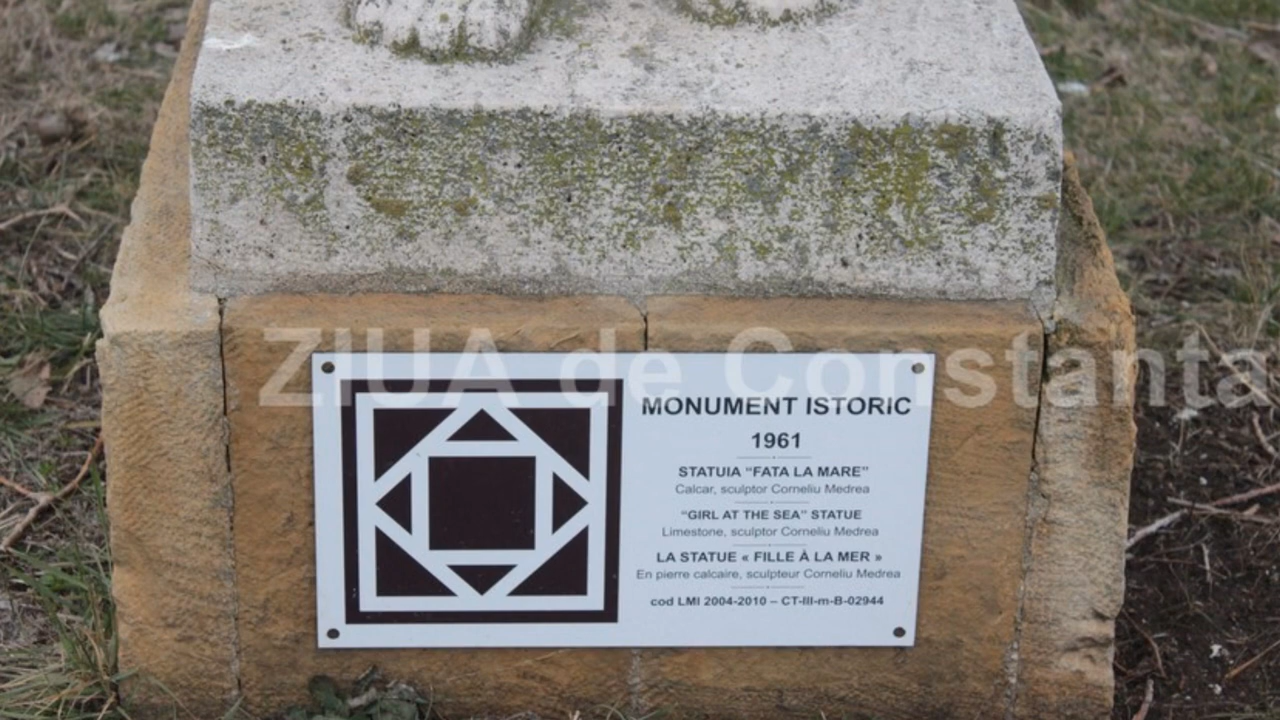 ZIUA de Constanta
MONUMENT ISTORIC
1961
STATUIA “FATA LA MARE”
Calcar, sculptor Corneliu Medrea
“GIRL AT THE SEA” STATUE
Limestone, sculptor Corneliu Medrea
LA STATUE « FILLE À LA MER »
En pierre calcaire, sculpteur Corneliu Medrea
cod LMI 2004-2010 – CT-III-m-B-02944